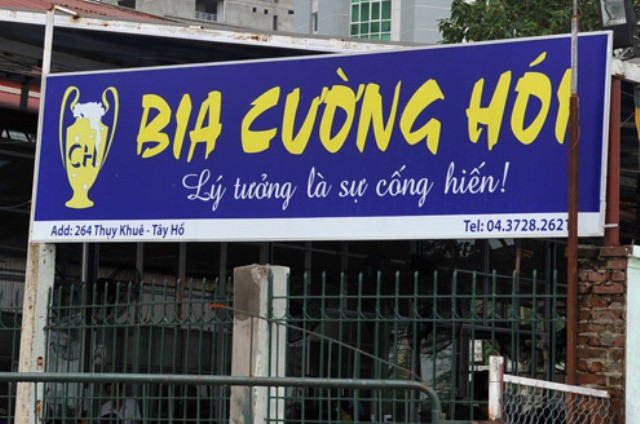 BIA CƯỜNG HÓI
CH
Lý tưởng là sự cống hiến!
Add: 264 Thụy Khuê - Tây Hồ
Tel: 04.3728.2621